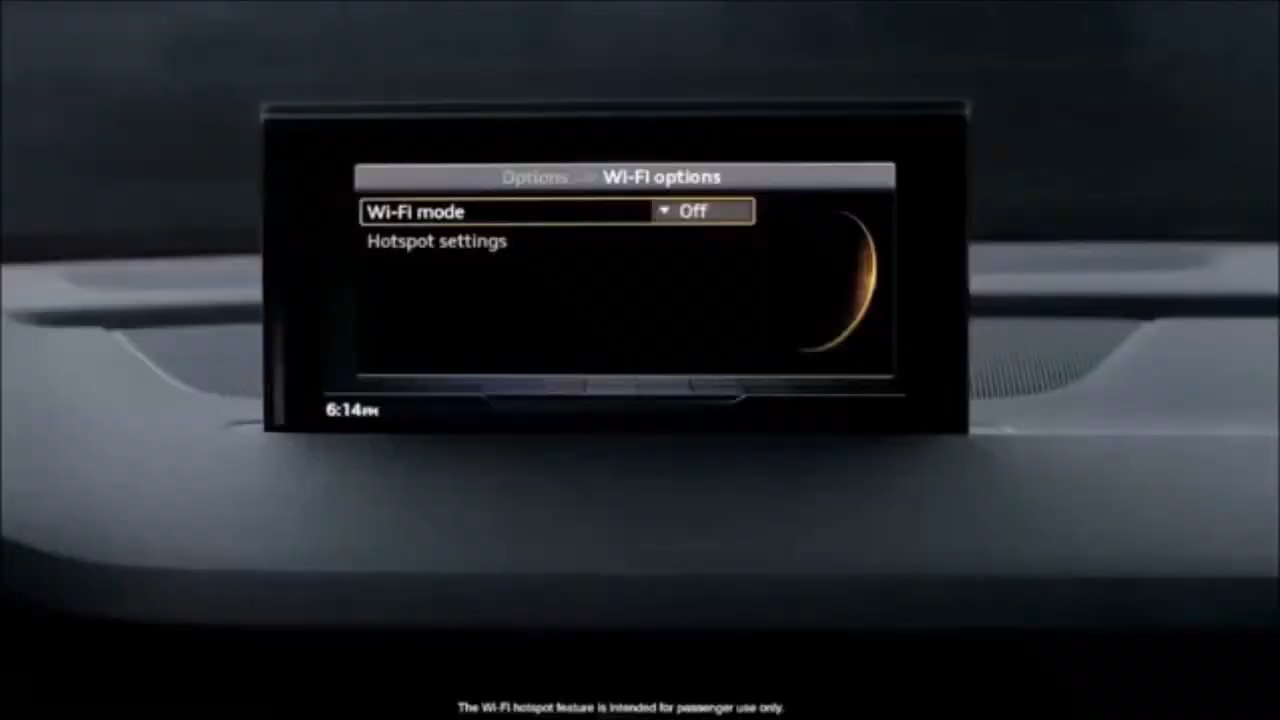 Options Wi-Fi options
Wi-Fi mode Off
Hotspot settings
6:14PM
The Wi-Fi hotspot feature is intended for passenger use only.